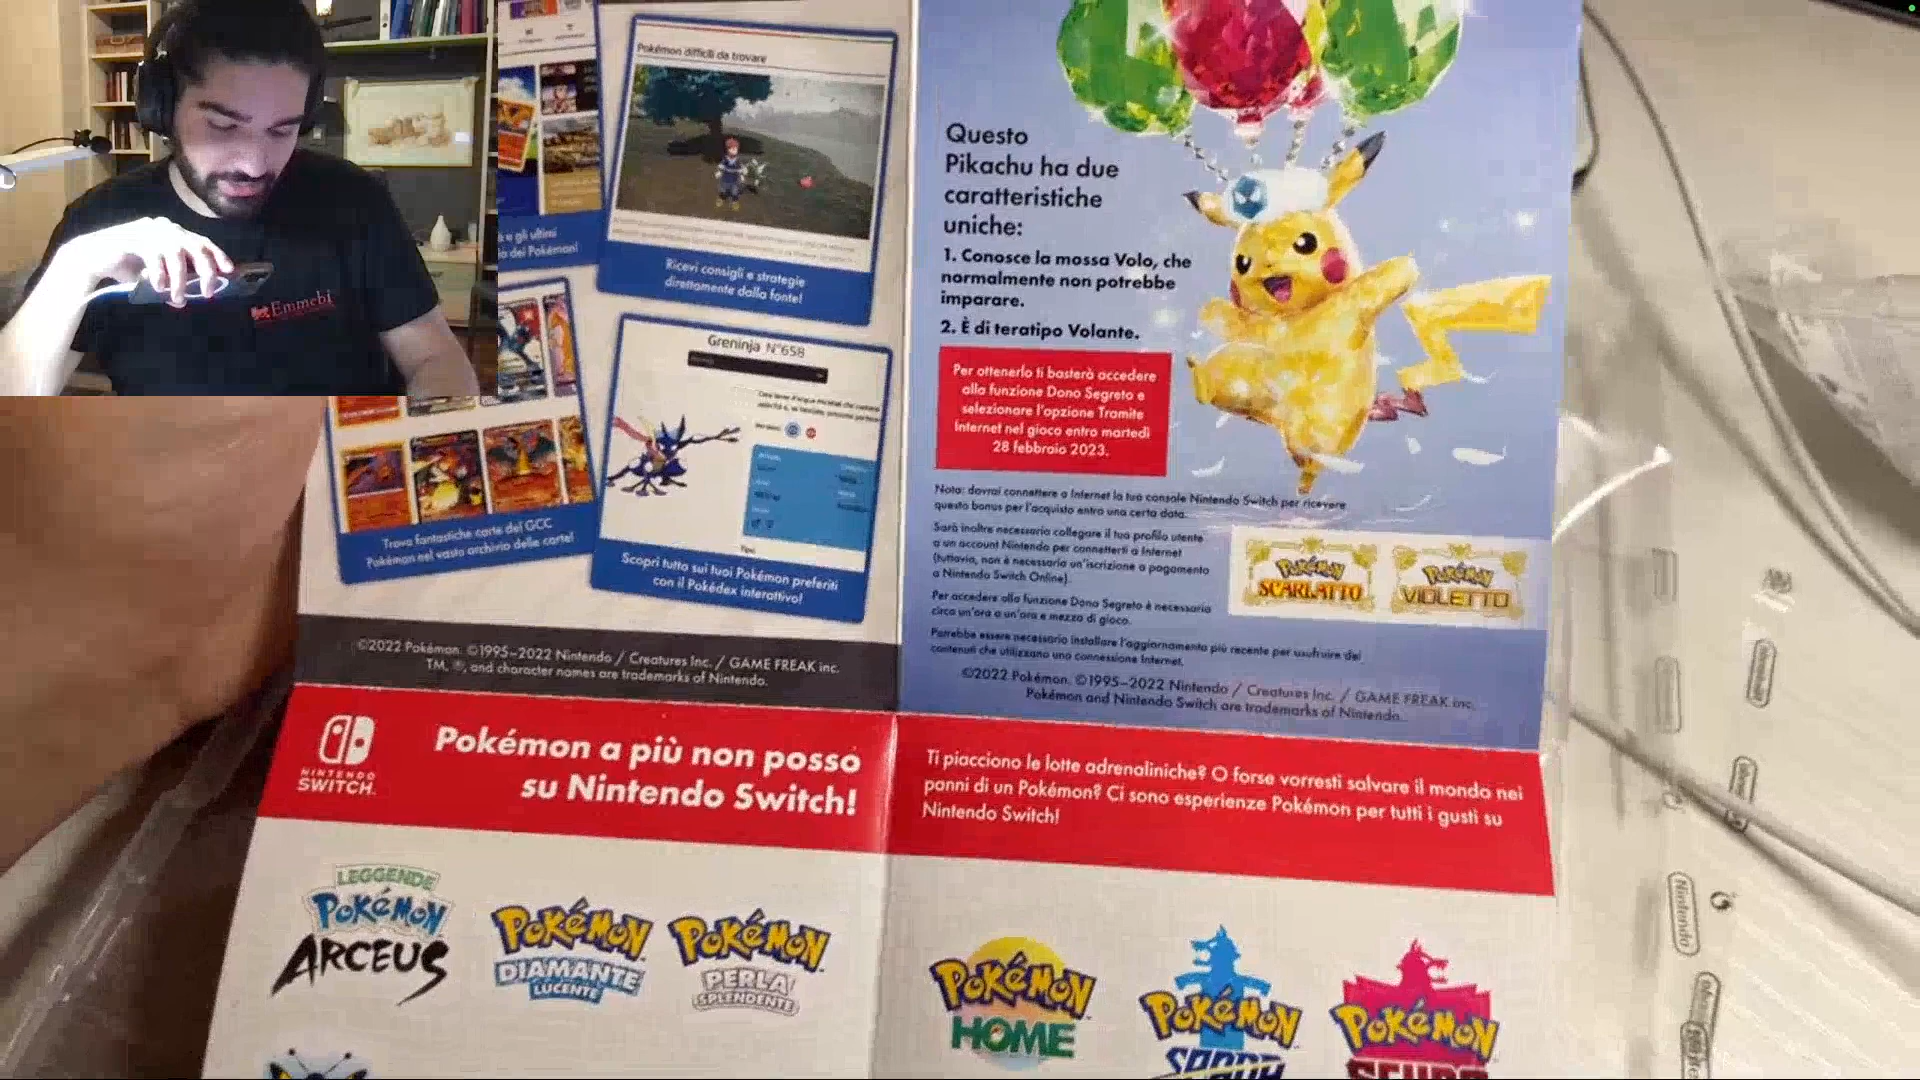 Emmebi
Pokémon difficili da trovare
Ricevi consigli e strategie
direttamente dalla fonte!
e gli ultimi
dei Pokémon!
Greninja N°658
Trova fantastiche carte del GCC
Pokémon nel vasto archivio delle carte!
Scopri tutto sui tuoi Pokémon preferiti
con il Pokédex interattivo!
©2022 Pokémon. ©1995–2022 Nintendo / Creatures Inc. / GAME FREAK inc.
TM, ®, and character names are trademarks of Nintendo.
Questo
Pikachu ha due
caratteristiche
uniche:
1. Conosce la mossa Volo, che
normalmente non potrebbe
imparare.
2. È di teratipo Volante.
Per ottenerlo ti basterà accedere
alla funzione Dono Segreto e
selezionare l'opzione Tramite
Internet nel gioco entro martedì
28 febbraio 2023.
Nota: dovrai connettere a Internet la tua console Nintendo Switch per ricevere
questo bonus per l'acquisto entro una certa data.
Sarà inoltre necessario collegare il tuo profilo utente
a un account Nintendo per connetterti a Internet
(tuttavia, non è necessaria un'iscrizione a pagamento
a Nintendo Switch Online).
Per accedere alla funzione Dono Segreto è necessaria
circa un'ora o un'ora e mezza di gioco.
Potrebbe essere necessario installare l'aggiornamento più recente per usufruire dei
contenuti che utilizzano una connessione Internet.
POKÉMON
SCARLATTO
POKÉMON
VIOLETTO
©2022 Pokémon. ©1995–2022 Nintendo / Creatures Inc. / GAME FREAK inc.
Pokémon and Nintendo Switch are trademarks of Nintendo.
NINTENDO
SWITCH
Pokémon a più non posso
su Nintendo Switch!
Ti piacciono le lotte adrenaliniche? O forse vorresti salvare il mondo nei
panni di un Pokémon? Ci sono esperienze Pokémon per tutti i gusti su
Nintendo Switch!
LEGGENDE
POKéMON
ARCEUS
POKéMON
DIAMANTE
LUCENTE
POKéMON
PERLA
SPLENDENTE
POKéMON
HOME
POKéMON
SPADA
POKéMON
SCUDO
Nintendo